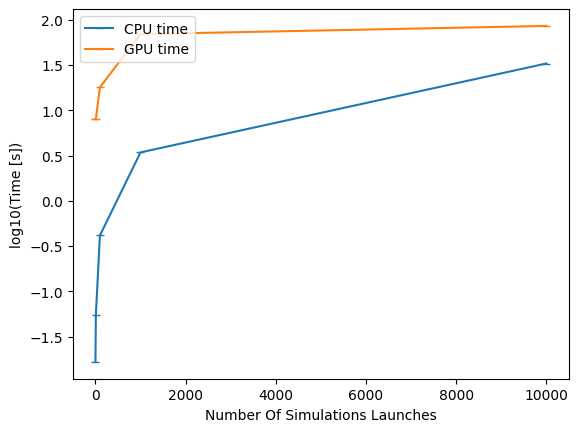 CPU time
GPU time
2.0
1.5
1.0
0.5
0.0
−0.5
−1.0
−1.5
log10(Time [s])
0 2000 4000 6000 8000 10000
Number Of Simulations Launches